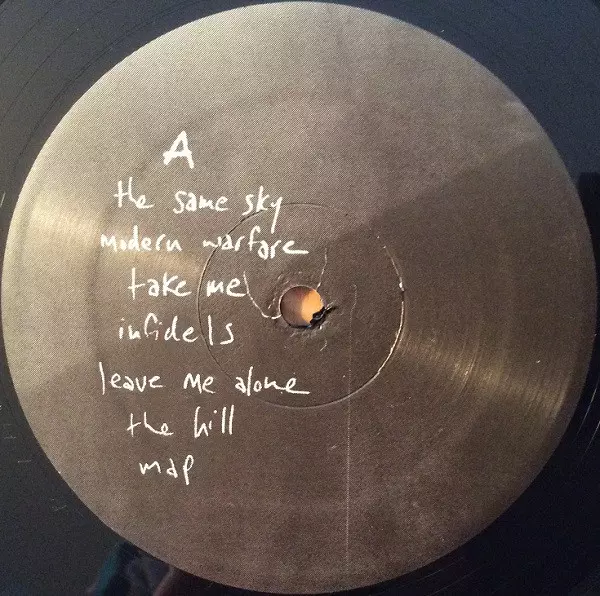 A
the same sky
modern warfare
take me
infidels
leave me alone
the hill
map